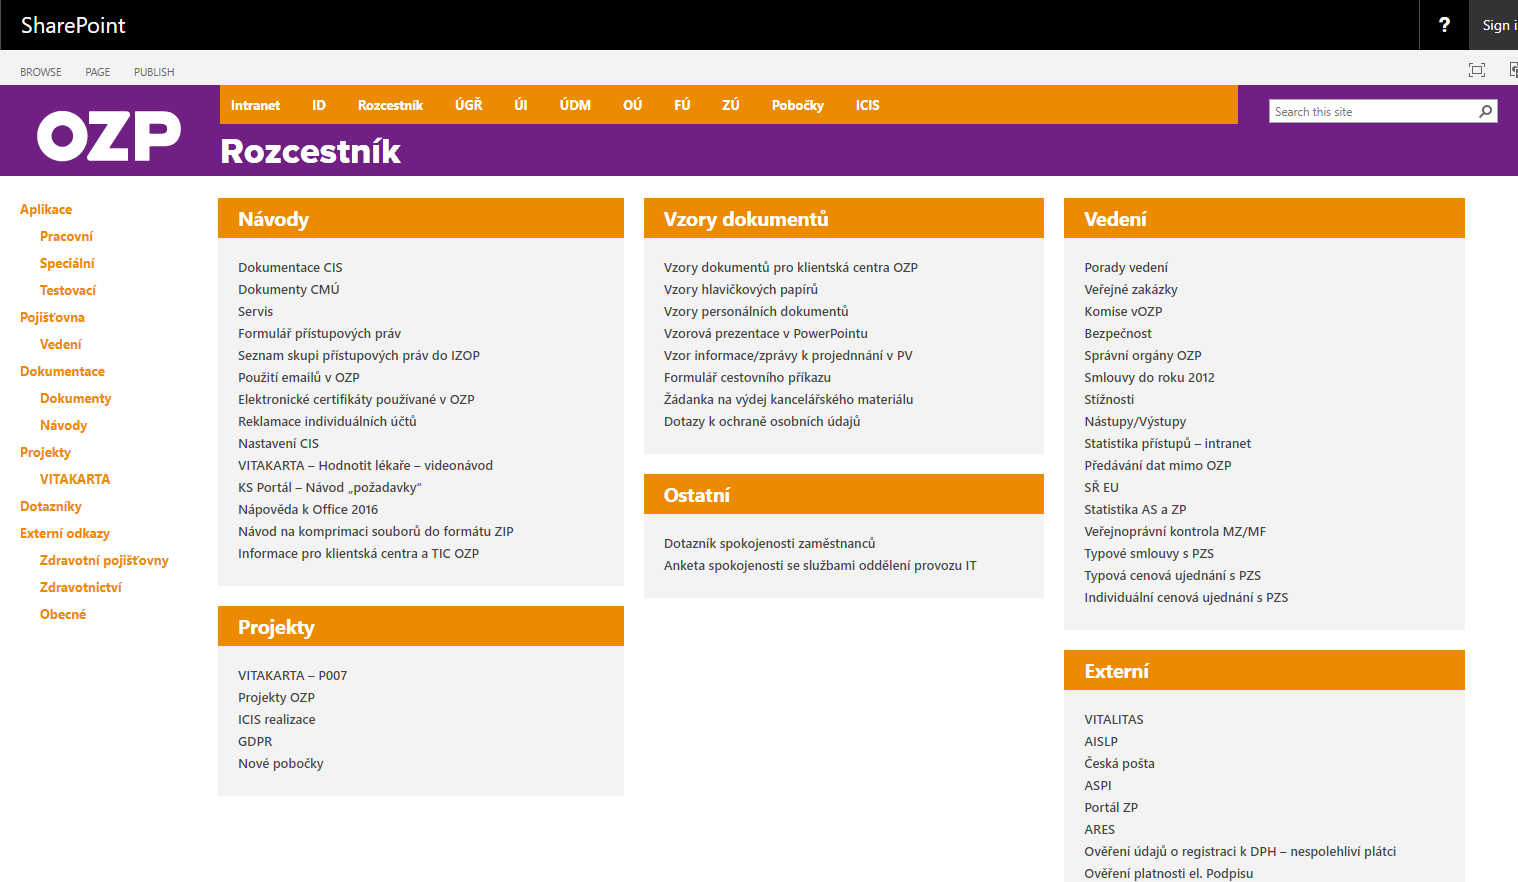 SharePoint
?
Sign i
BROWSE PAGE PUBLISH
OZP
Intranet ID Rozcestník ÚGŘ ÚI ÚDM OÚ FÚ ZÚ Pobočky ICIS
Search this site
Rozcestník
Aplikace
Pracovní
Speciální
Testovací
Pojišťovna
Vedení
Dokumentace
Dokumenty
Návody
Projekty
VITAKARTA
Dotazníky
Externí odkazy
Zdravotní pojišťovny
Zdravotnictví
Obecné
Návody
Dokumentace CIS
Dokumenty CMÚ
Servis
Formulář přístupových práv
Seznam skupi přístupových práv do IZOP
Použití emailů v OZP
Elektronické certifikáty používané v OZP
Reklamace individuálních účtů
Nastavení CIS
VITAKARTA – Hodnotit lékaře – videonávod
KS Portál – Návod „požadavky“
Nápověda k Office 2016
Návod na komprimaci souborů do formátu ZIP
Informace pro klientská centra a TIC OZP
Projekty
VITAKARTA – P007
Projekty OZP
ICIS realizace
GDPR
Nové pobočky
Vzory dokumentů
Vzory dokumentů pro klientská centra OZP
Vzory hlavičkových papírů
Vzory personálních dokumentů
Vzorová prezentace v PowerPointu
Vzor informace/zprávy k projednnání v PV
Formulář cestovního příkazu
Žádanka na výdej kancelářského materiálu
Dotazy k ochraně osobních údajů
Ostatní
Dotazník spokojenosti zaměstnanců
Anketa spokojenosti se službami oddělení provozu IT
Vedení
Porady vedení
Veřejné zakázky
Komise vOZP
Bezpečnost
Správní orgány OZP
Smlouvy do roku 2012
Stížnosti
Nástupy/Výstupy
Statistika přístupů – intranet
Předávání dat mimo OZP
SŘ EU
Statistika AS a ZP
Veřejnoprávní kontrola MZ/MF
Typové smlouvy s PZS
Typová cenová ujednání s PZS
Individuální cenová ujednání s PZS
Externí
VITALITAS
AISLP
Česká pošta
ASPI
Portál ZP
ARES
Ověření údajů o registraci k DPH – nespolehliví plátci
Ověření platnosti el. Podpisu